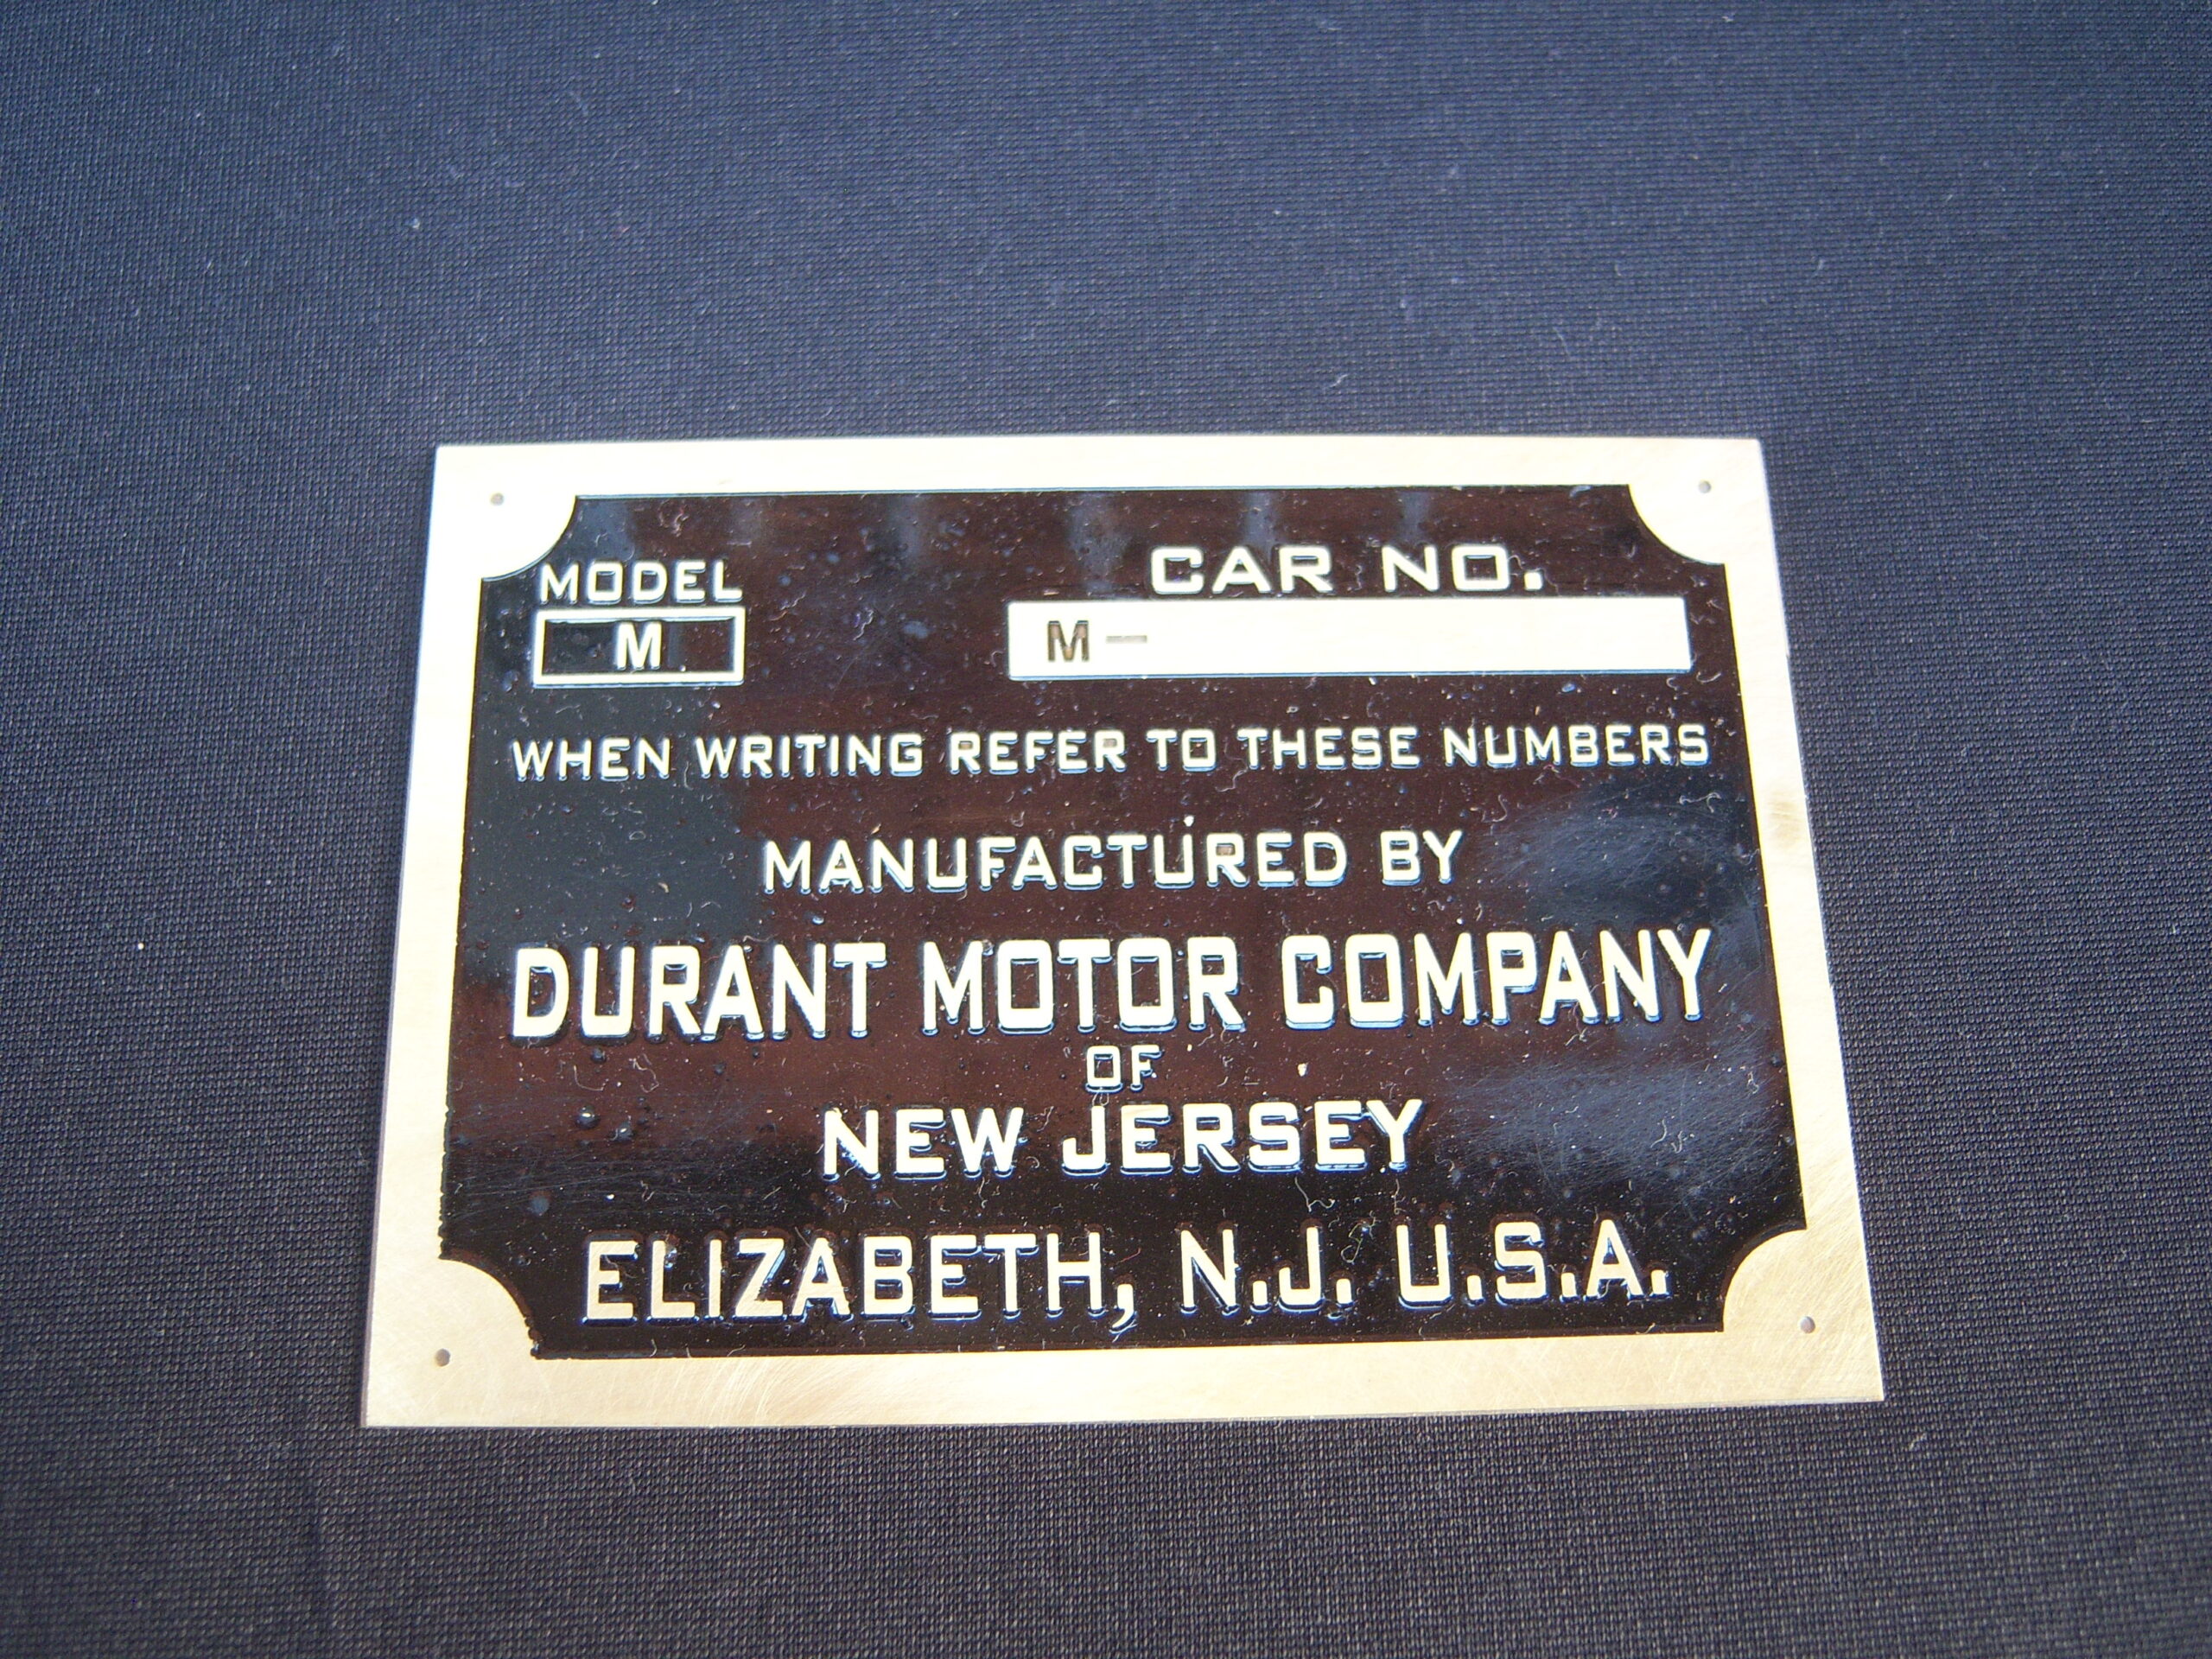 MODEL CAR NO.
M M-
WHEN WRITING REFER TO THESE NUMBERS
MANUFACTURED BY
DURANT MOTOR COMPANY
OF
NEW JERSEY
ELIZABETH, N.J. U.S.A.